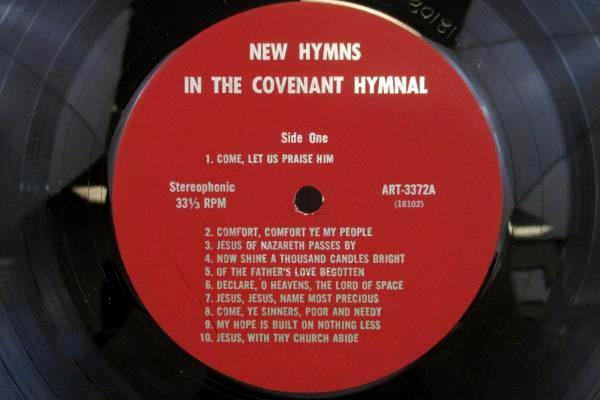 NEW HYMNS
IN THE COVENANT HYMNAL
Side One
1. COME, LET US PRAISE HIM
Stereophonic
33⅓ RPM
ART-3372A
(18102)
2. COMFORT, COMFORT YE MY PEOPLE
3. JESUS OF NAZARETH PASSES BY
4. NOW SHINE A THOUSAND CANDLES BRIGHT
5. OF THE FATHER'S LOVE BEGOTTEN
6. DECLARE, O HEAVENS, THE LORD OF SPACE
7. JESUS, JESUS, NAME MOST PRECIOUS
8. COME, YE SINNERS, POOR AND NEEDY
9. MY HOPE IS BUILT ON NOTHING LESS
10. JESUS, WITH THY CHURCH ABIDE